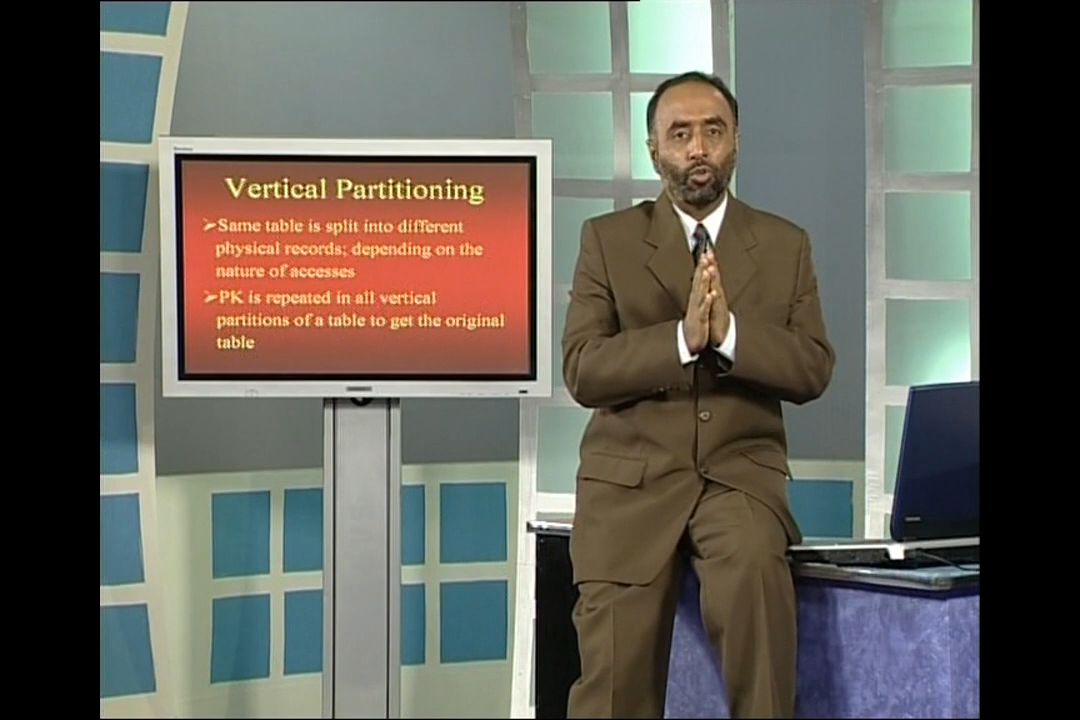 Vertical Partitioning
➢Same table is split into different
physical records; depending on the
nature of accesses
➢PK is repeated in all vertical
partitions of a table to get the original
table